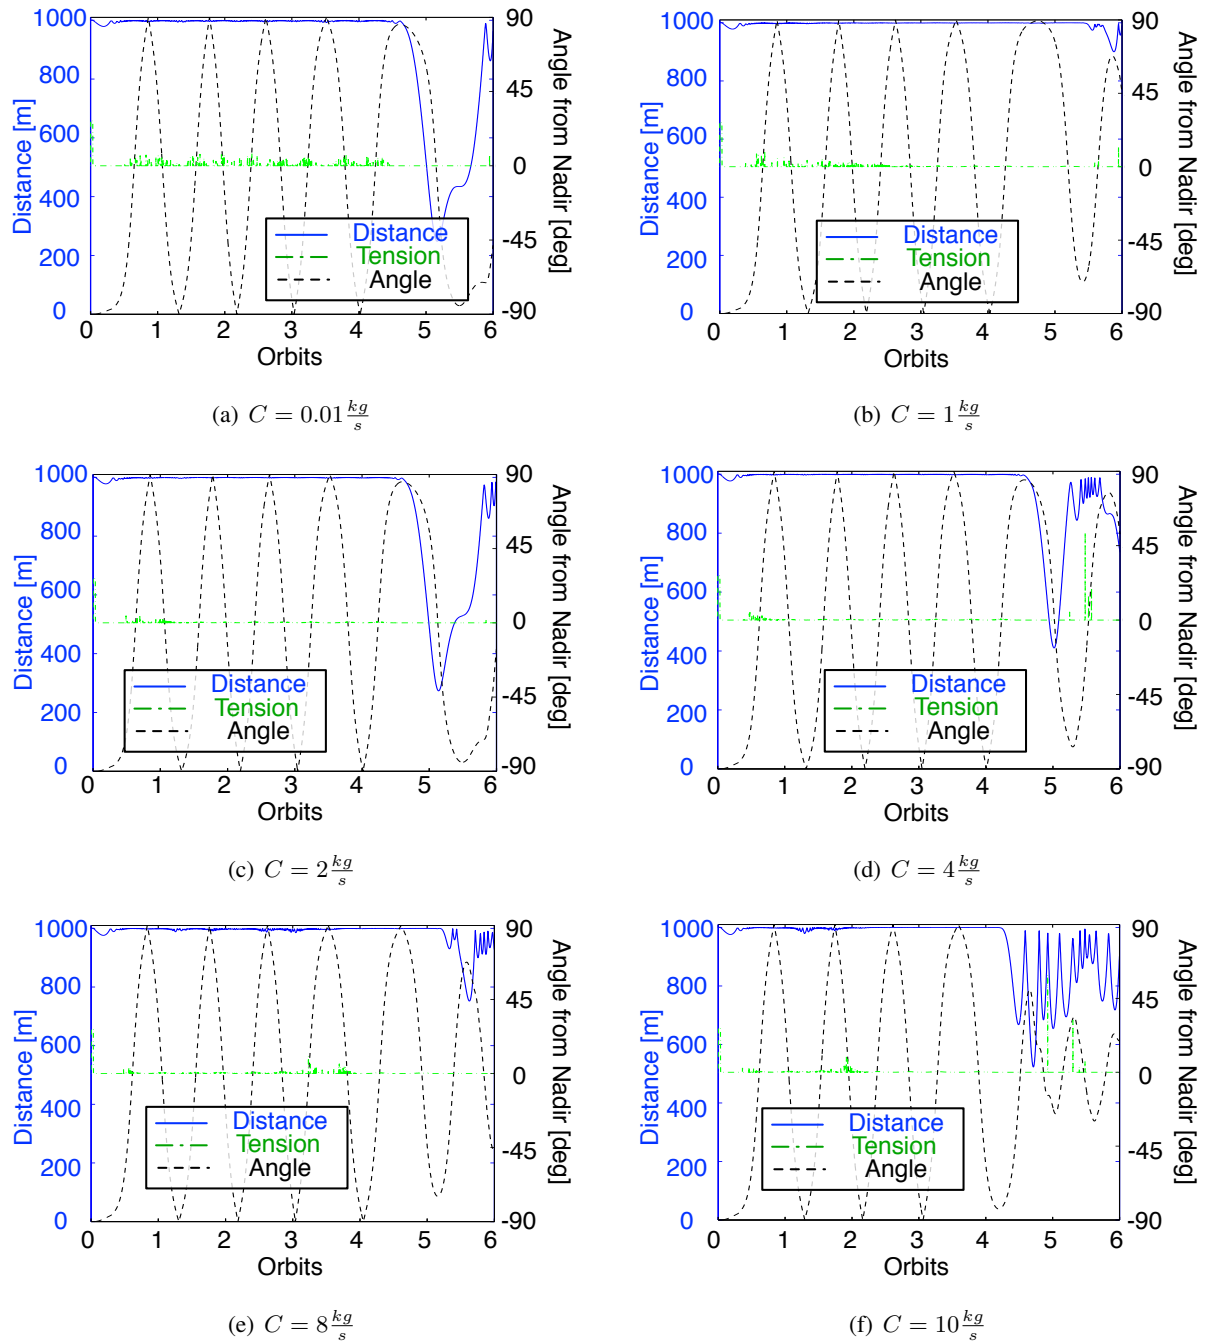 1000
800
600
400
200
0
Distance [m]
90
45
0
-45
-90
Angle from Nadir [deg]
Distance
Tension
Angle
0 1 2 3 4 5 6
Orbits
(a) C = 0.01 kg/s
1000
800
600
400
200
0
Distance [m]
90
45
0
-45
-90
Angle from Nadir [deg]
Distance
Tension
Angle
0 1 2 3 4 5 6
Orbits
(b) C = 1 kg/s
1000
800
600
400
200
0
Distance [m]
90
45
0
-45
-90
Angle from Nadir [deg]
Distance
Tension
Angle
0 1 2 3 4 5 6
Orbits
(c) C = 2 kg/s
1000
800
600
400
200
0
Distance [m]
90
45
0
-45
-90
Angle from Nadir [deg]
Distance
Tension
Angle
0 1 2 3 4 5 6
Orbits
(d) C = 4 kg/s
1000
800
600
400
200
0
Distance [m]
90
45
0
-45
-90
Angle from Nadir [deg]
Distance
Tension
Angle
0 1 2 3 4 5 6
Orbits
(e) C = 8 kg/s
1000
800
600
400
200
0
Distance [m]
90
45
0
-45
-90
Angle from Nadir [deg]
Distance
Tension
Angle
0 1 2 3 4 5 6
Orbits
(f) C = 10 kg/s